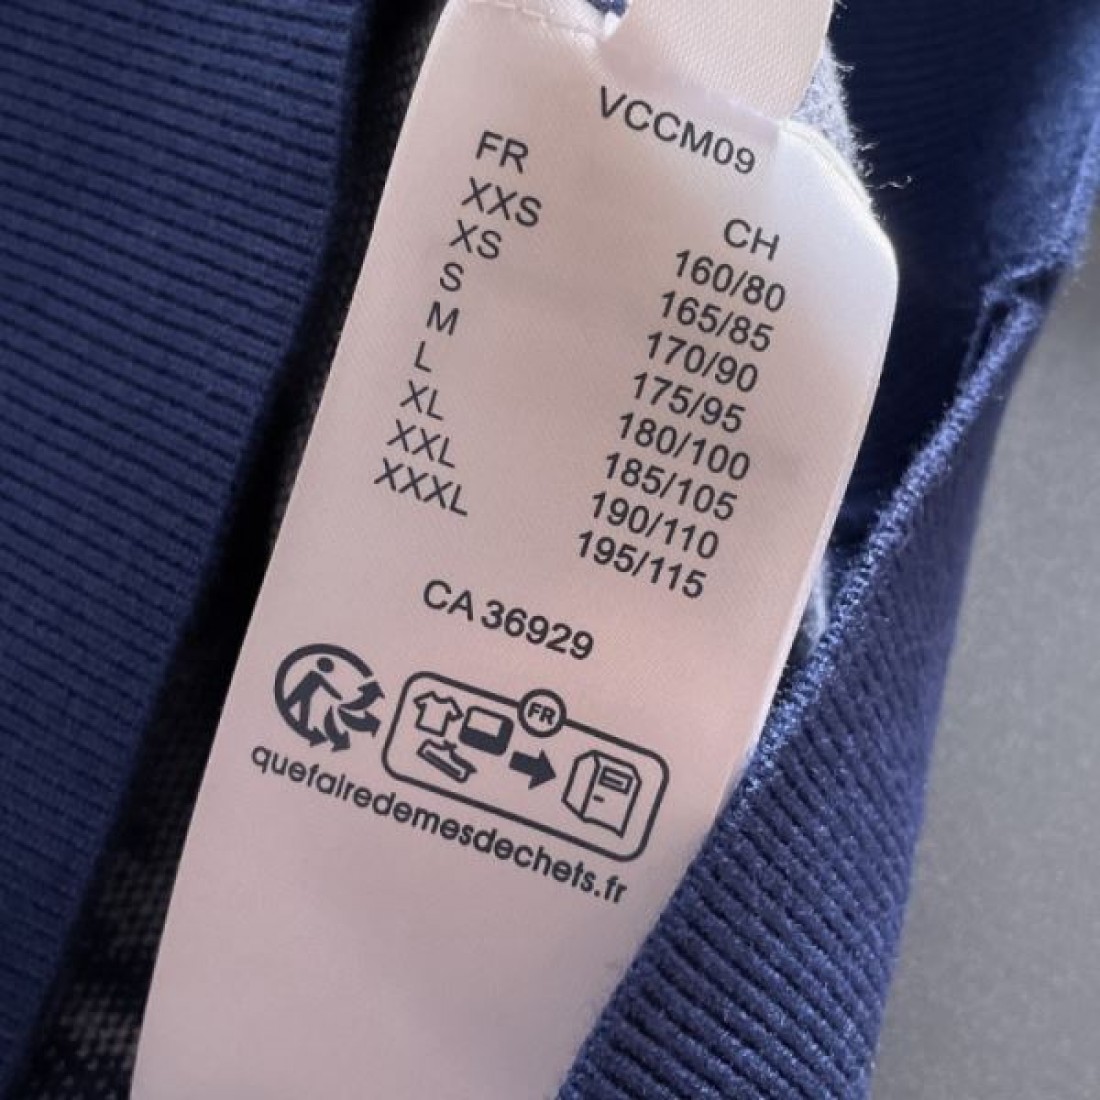 VCCM09
FR CH
XXS 160/80
XS 165/85
S 170/90
M 175/95
L 180/100
XL 185/105
XXL 190/110
XXXL 195/115
CA 36929
FR
quefairedemesdechets.fr